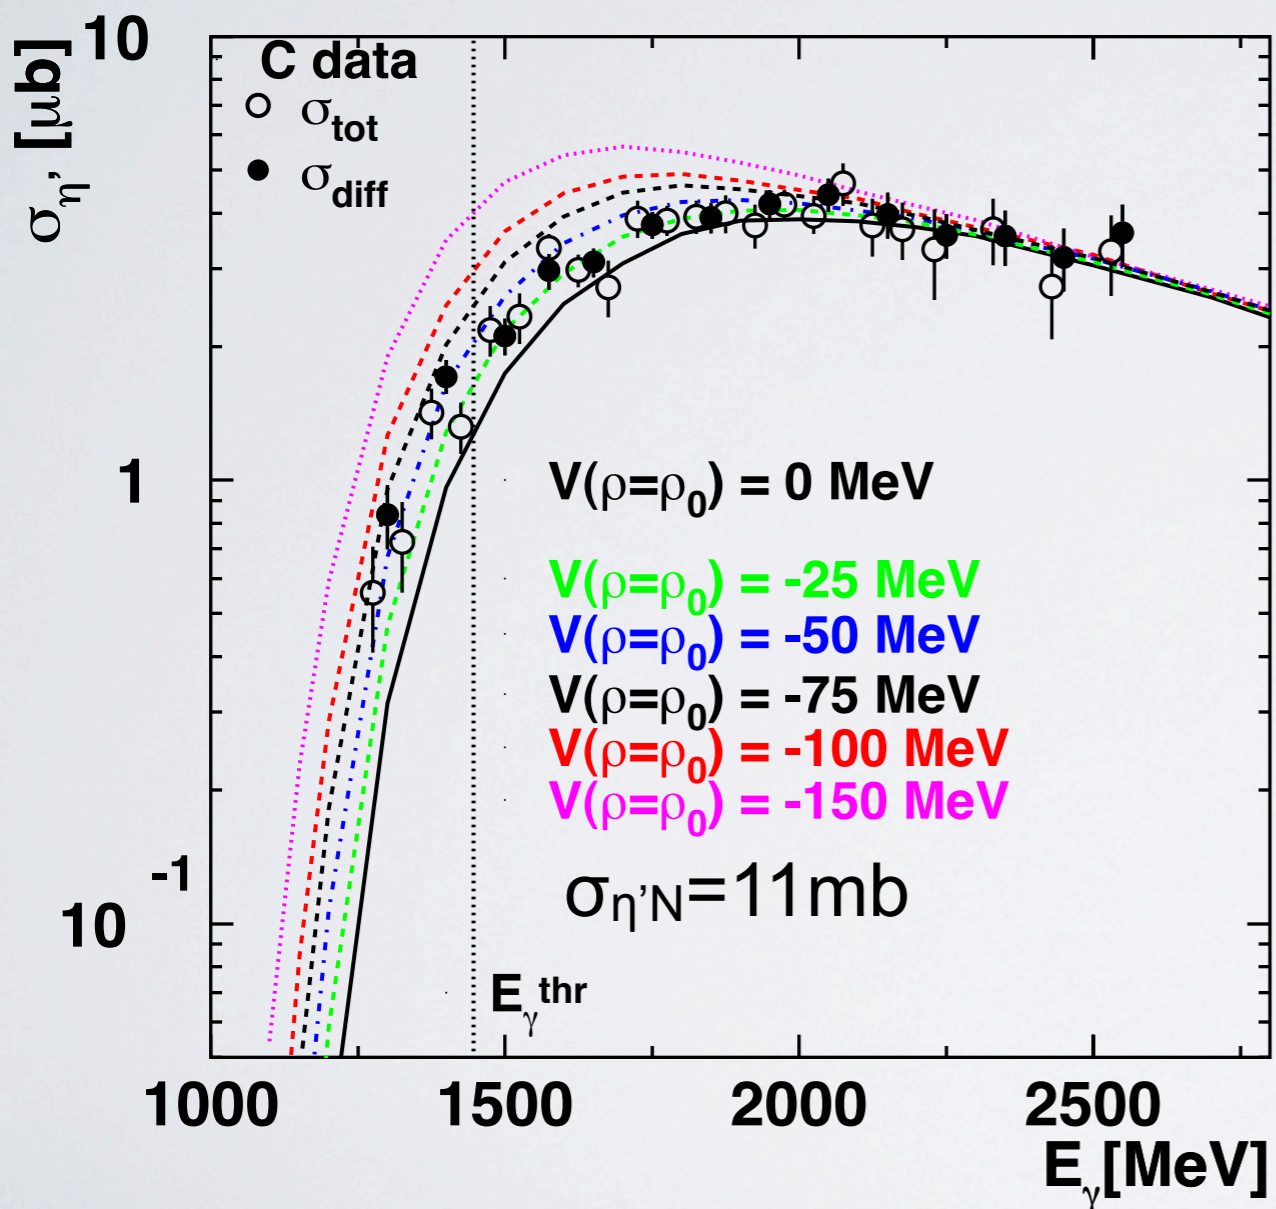 10
σ_η', [μb]
C data
σ_tot
σ_diff
1
V(ρ=ρ_0) = 0 MeV
V(ρ=ρ_0) = -25 MeV
V(ρ=ρ_0) = -50 MeV
V(ρ=ρ_0) = -75 MeV
V(ρ=ρ_0) = -100 MeV
V(ρ=ρ_0) = -150 MeV
σ_η'N=11mb
10^-1
E_γ^thr
1000 1500 2000 2500
E_γ[MeV]